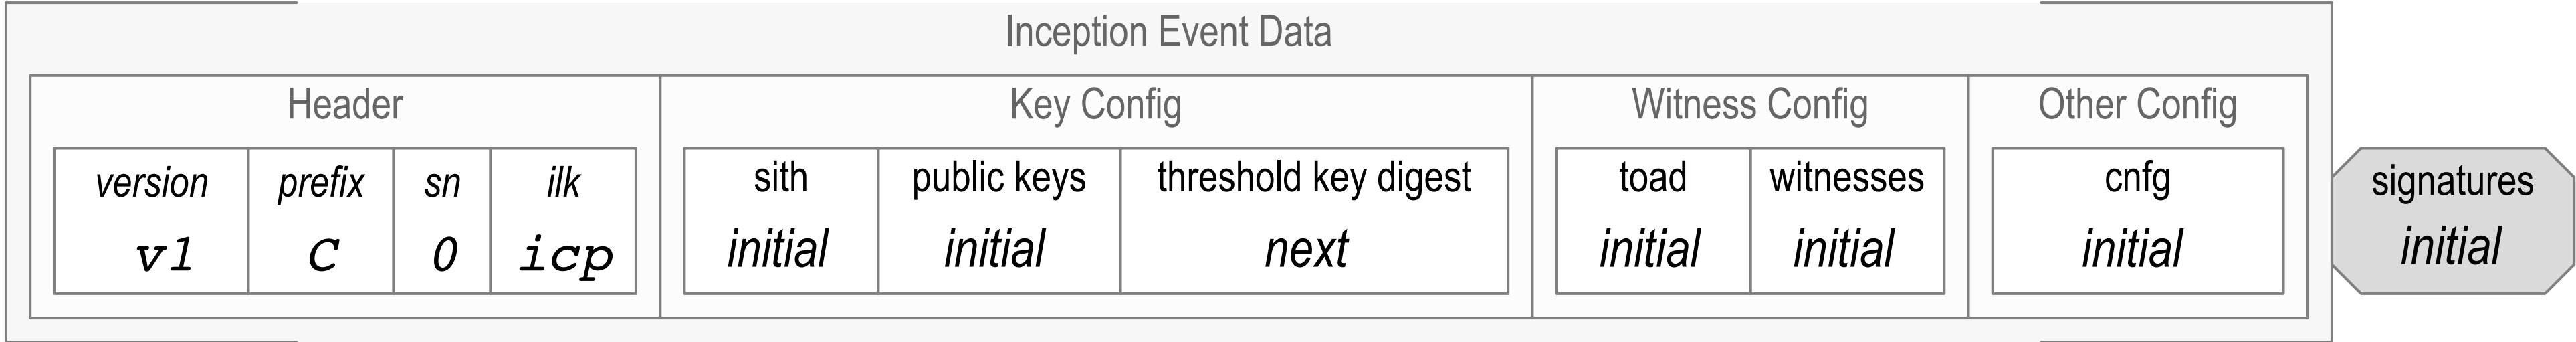 Inception Event Data
Header Key Config Witness Config Other Config
version prefix sn ilk sith public keys threshold key digest toad witnesses cnfg signatures
v1 C 0 icp initial initial next initial initial initial initial